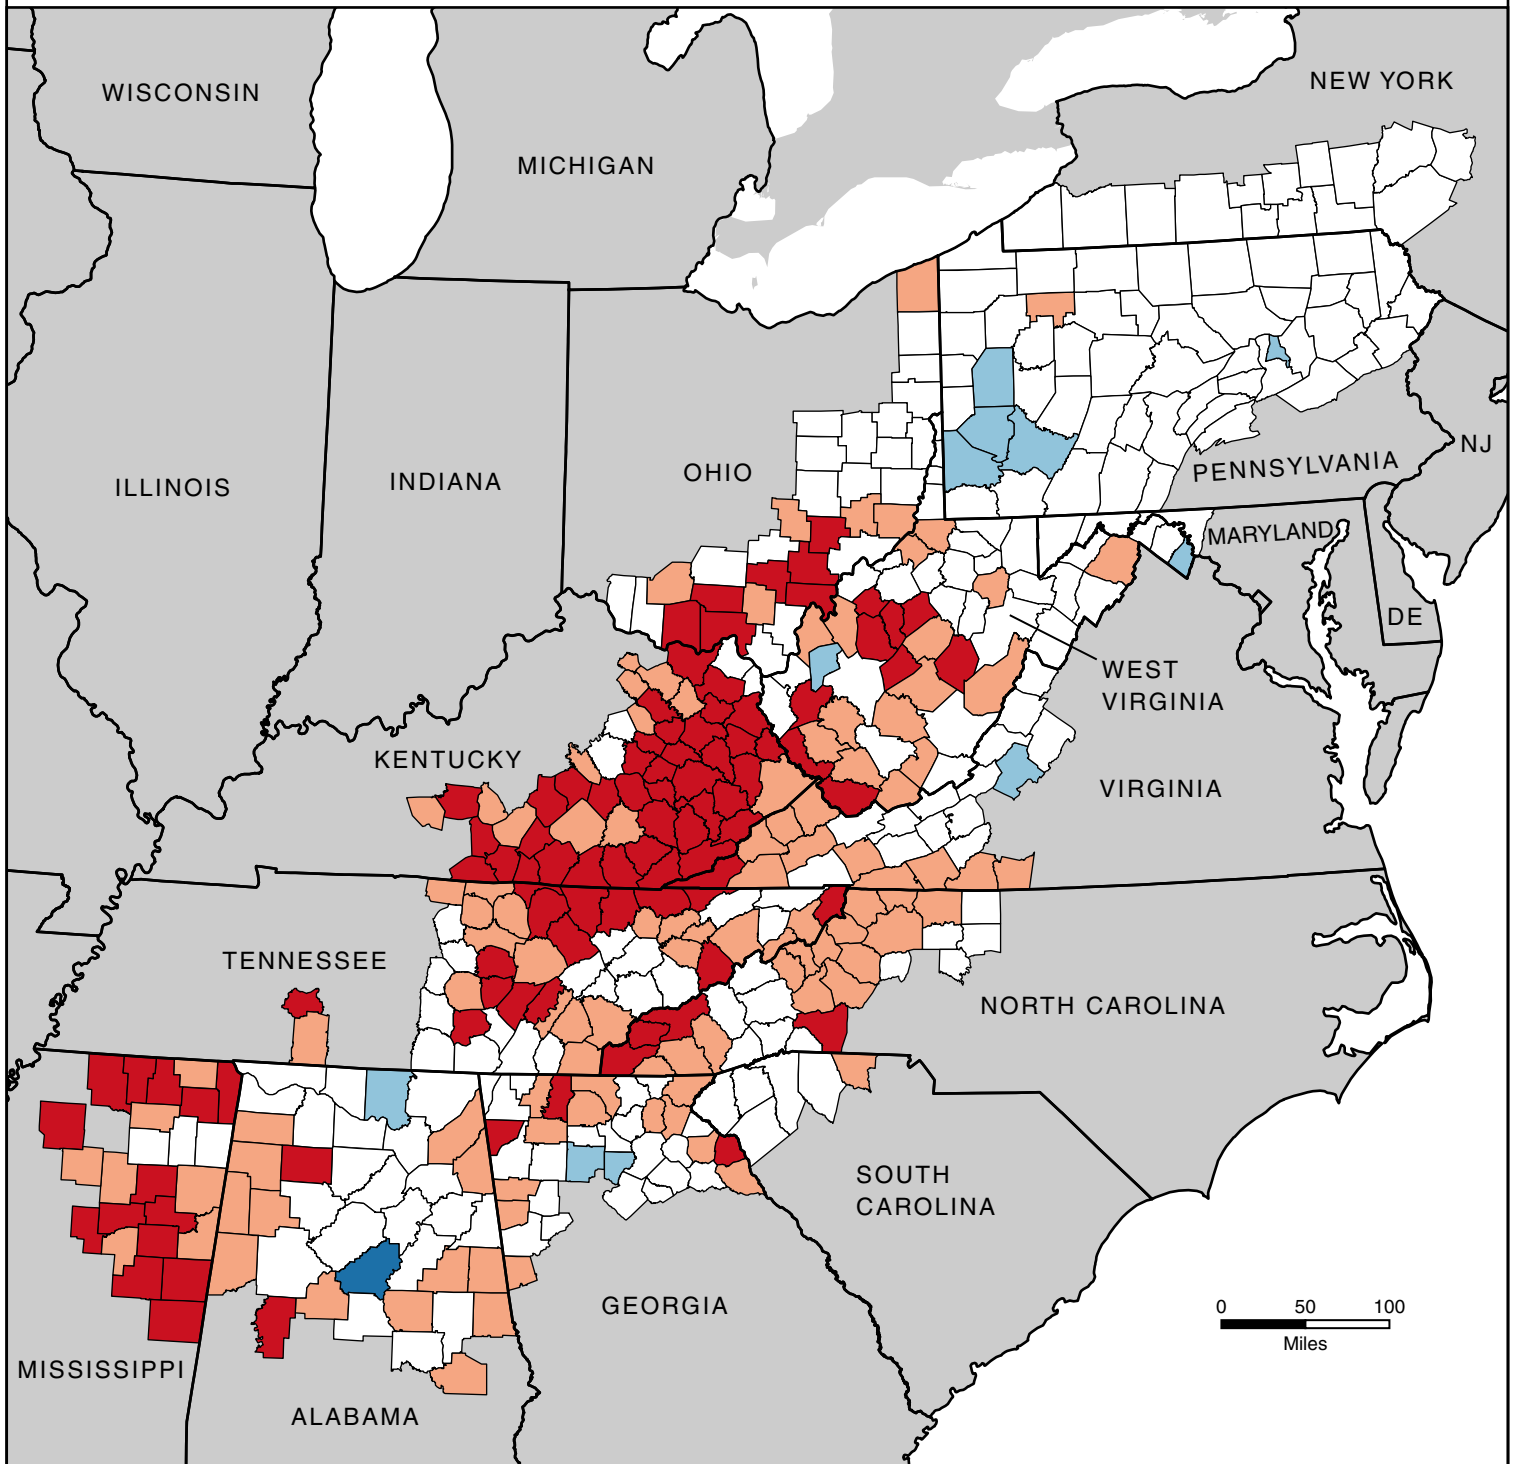 WISCONSIN
NEW YORK
MICHIGAN
NJ
PENNSYLVANIA
OHIO
INDIANA
ILLINOIS
MARYLAND
DE
WEST
VIRGINIA
KENTUCKY
VIRGINIA
TENNESSEE
NORTH CAROLINA
SOUTH
CAROLINA
GEORGIA
0 50 100
Miles
MISSISSIPPI
ALABAMA